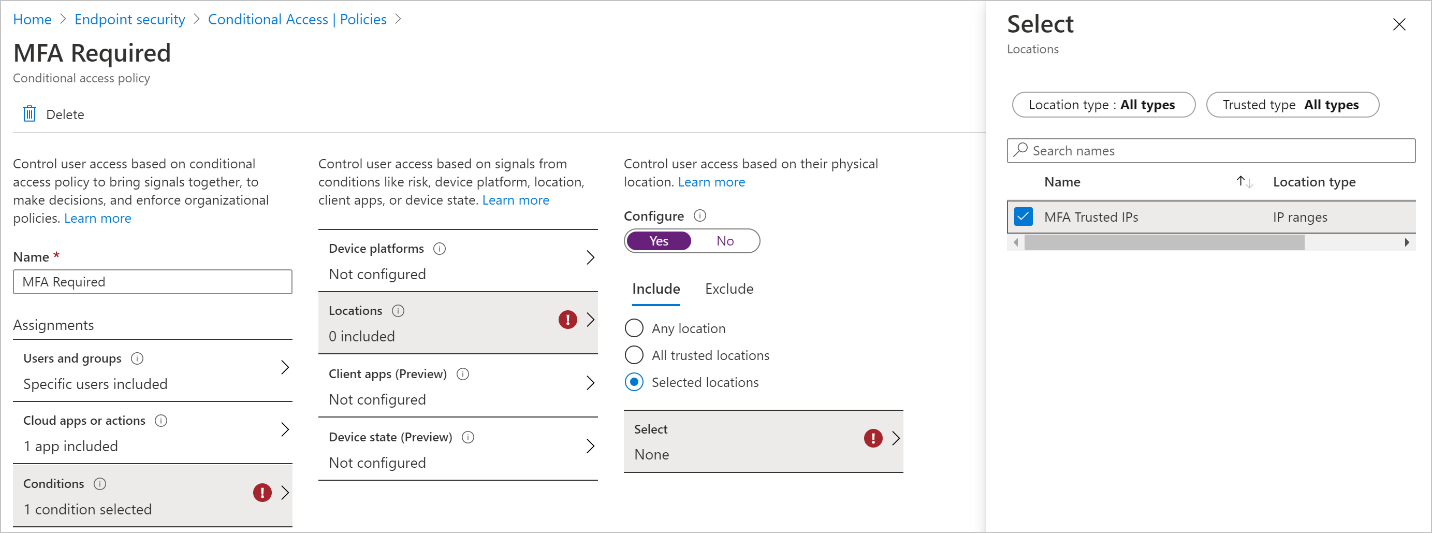 Home > Endpoint security > Conditional Access | Policies >
MFA Required
Conditional access policy
Delete
Control user access based on conditional
access policy to bring signals together, to
make decisions, and enforce organizational
policies. Learn more
Name *
MFA Required
Assignments
Users and groups
Specific users included
Cloud apps or actions
1 app included
Conditions
1 condition selected
Control user access based on signals from
conditions like risk, device platform, location,
client apps, or device state. Learn more
Device platforms
Not configured
Locations
0 included
Client apps (Preview)
Not configured
Device state (Preview)
Not configured
Control user access based on their physical
location. Learn more
Configure
Yes No
Include Exclude
Any location
All trusted locations
Selected locations
Select
None
Select
Locations
Location type : All types Trusted type All types
Search names
Name Location type
MFA Trusted IPs IP ranges